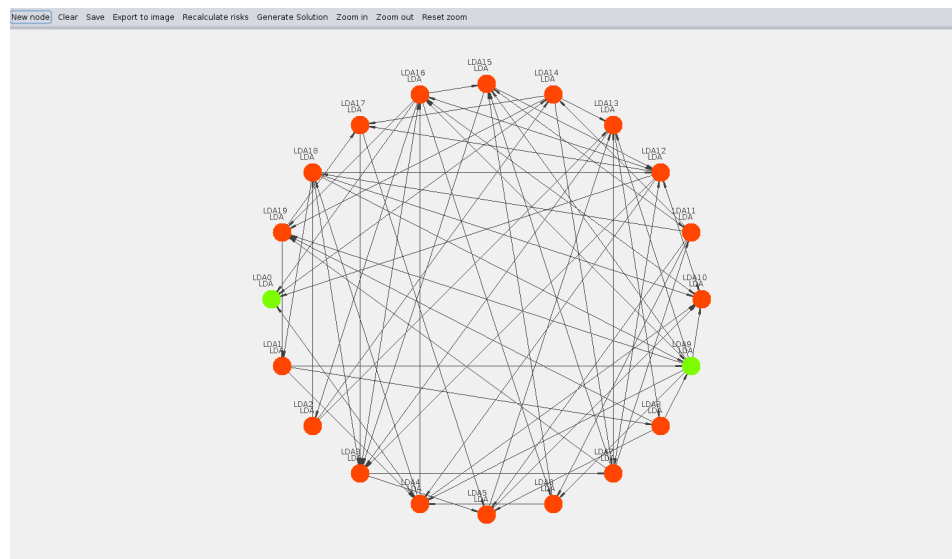 New node Clear Save Export to image Recalculate risks Generate Solution Zoom in Zoom out Reset zoom
LDA15
LDA
LDA16
LDA
LDA14
LDA
LDA17
LDA
LDA13
LDA
LDA18
LDA
LDA12
LDA
LDA19
LDA
LDA11
LDA
LDA0
LDA
LDA10
LDA
LDA1
LDA
LDA9
LDA
LDA2
LDA
LDA8
LDA
LDA3
LDA
LDA7
LDA
LDA4
LDA
LDA6
LDA
LDA5
LDA